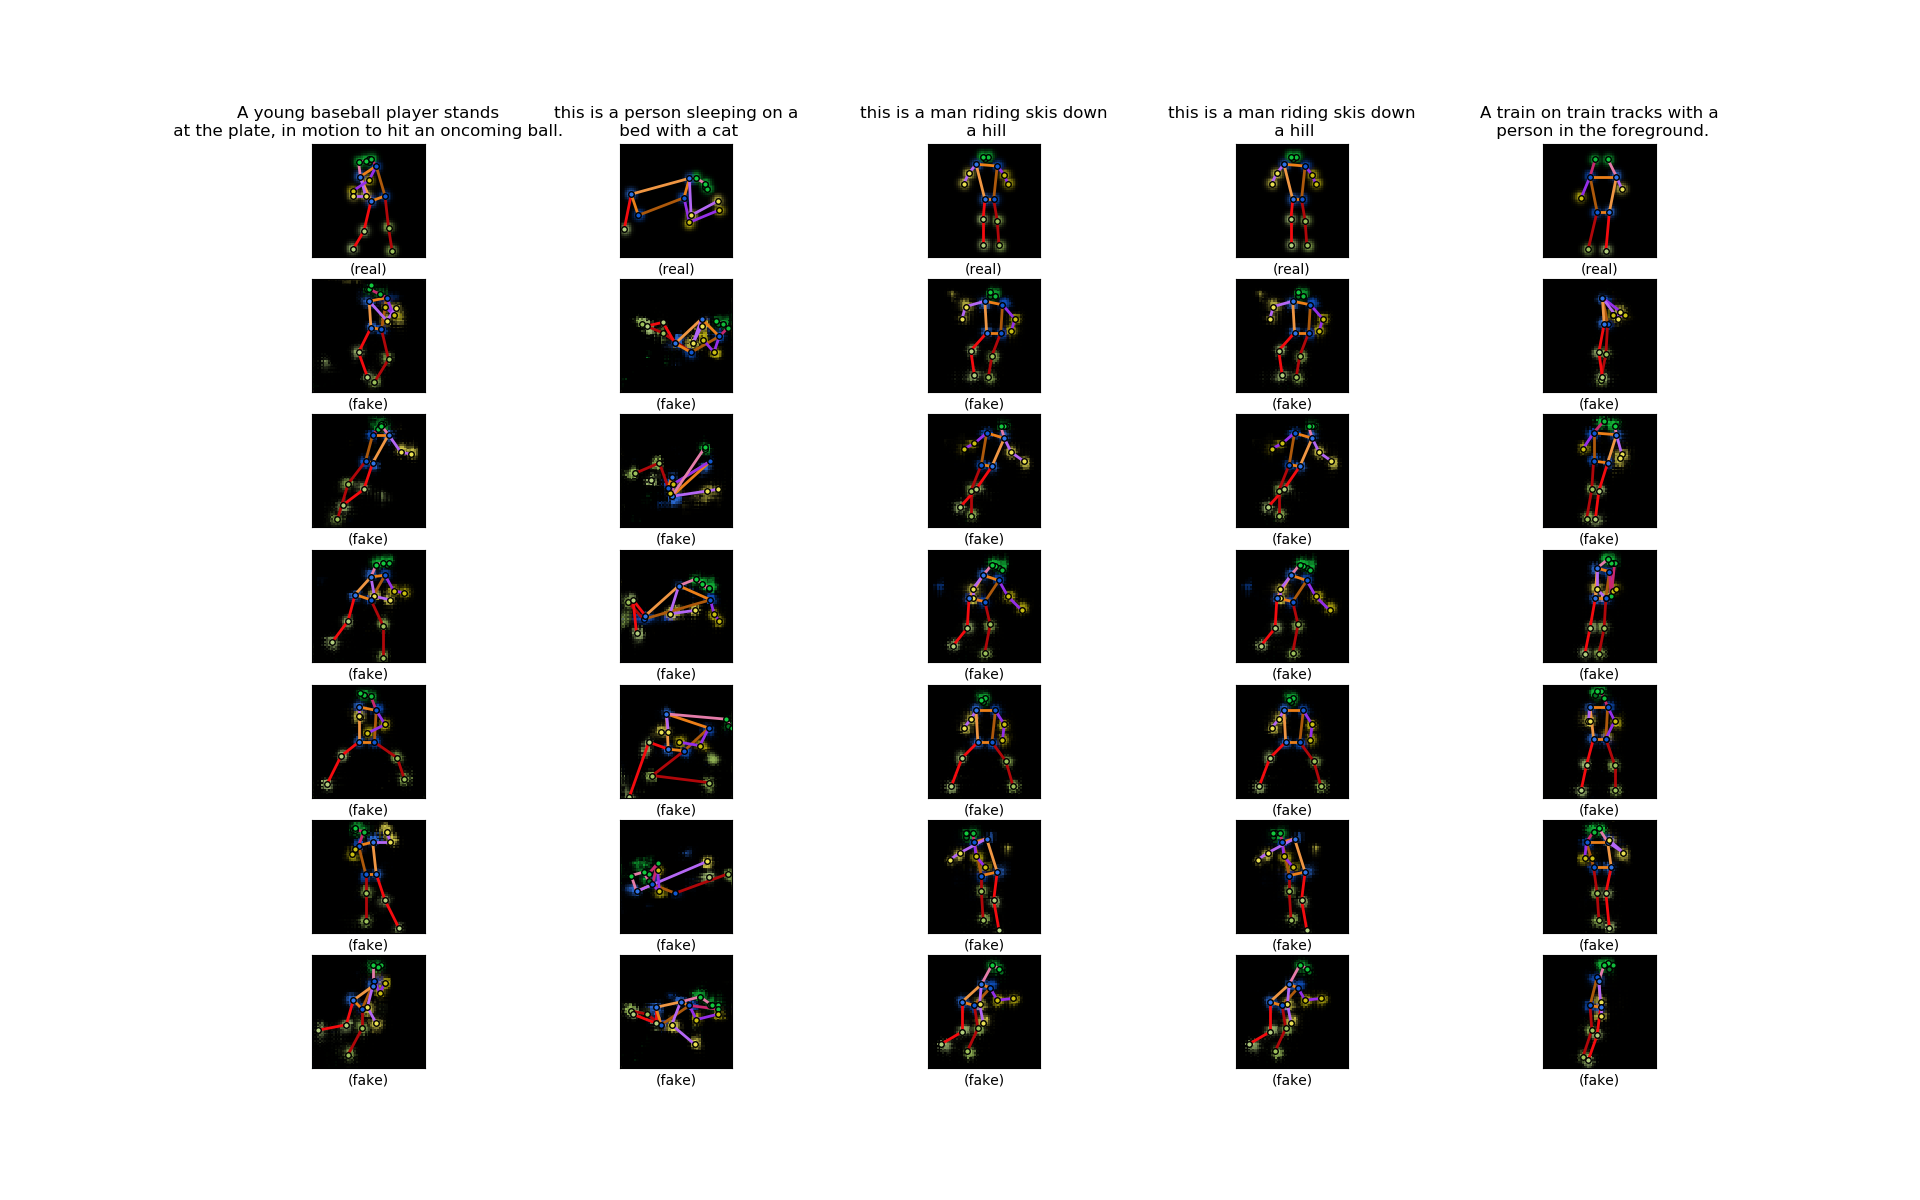 A young baseball player stands
at the plate, in motion to hit an oncoming ball.
this is a person sleeping on a
bed with a cat
this is a man riding skis down
a hill
this is a man riding skis down
a hill
A train on train tracks with a
person in the foreground.
(real) (real) (real) (real) (real)
(fake) (fake) (fake) (fake) (fake)
(fake) (fake) (fake) (fake) (fake)
(fake) (fake) (fake) (fake) (fake)
(fake) (fake) (fake) (fake) (fake)
(fake) (fake) (fake) (fake) (fake)
(fake) (fake) (fake) (fake) (fake)